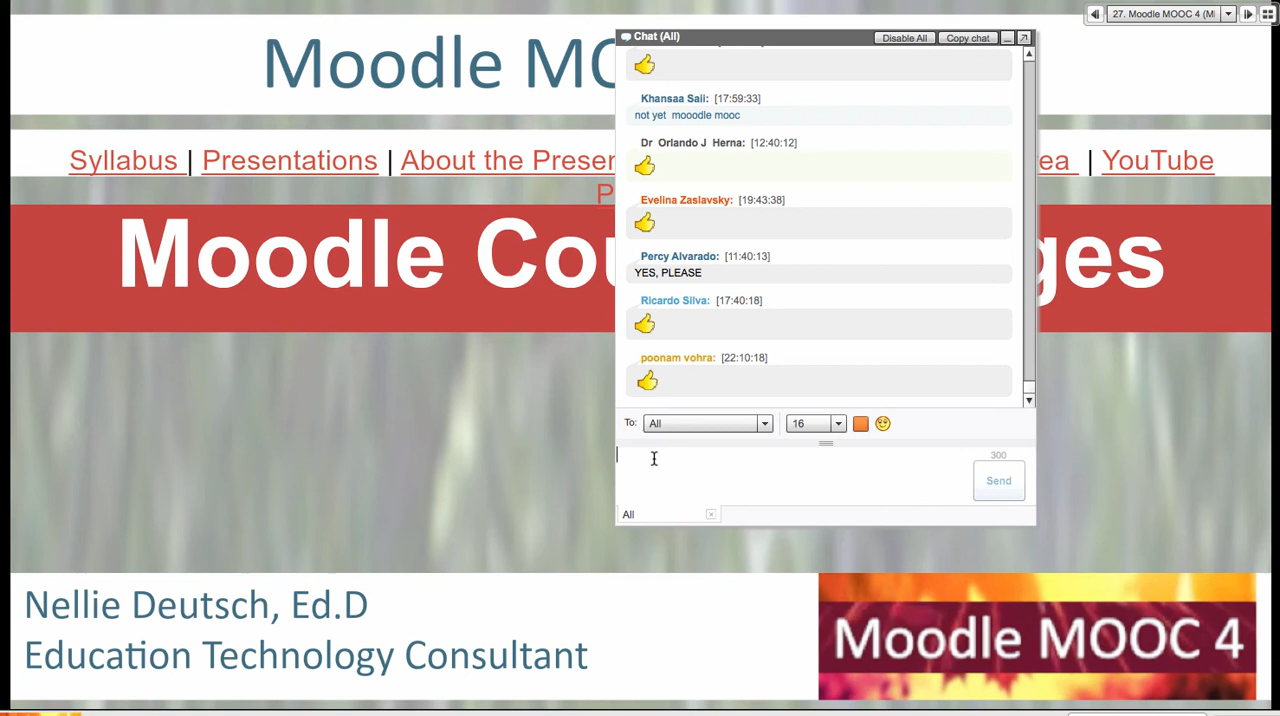 27. Moodle MOOC 4 (M
Moodle MO
Chat (All)
Disable All
Copy chat
Khansaa Saii: [17:59:33]
not yet mooodle mooc
Dr Orlando J Herna: [12:40:12]
Evelina Zaslavsky: [19:43:38]
Percy Alvarado: [11:40:13]
YES, PLEASE
Ricardo Silva: [17:40:18]
poonam vohra: [22:10:18]
To: All 16
300
Send
All
Syllabus | Presentations | About the Presen
ea | YouTube
P
Moodle Cou
ges
Nellie Deutsch, Ed.D
Education Technology Consultant
Moodle MOOC 4